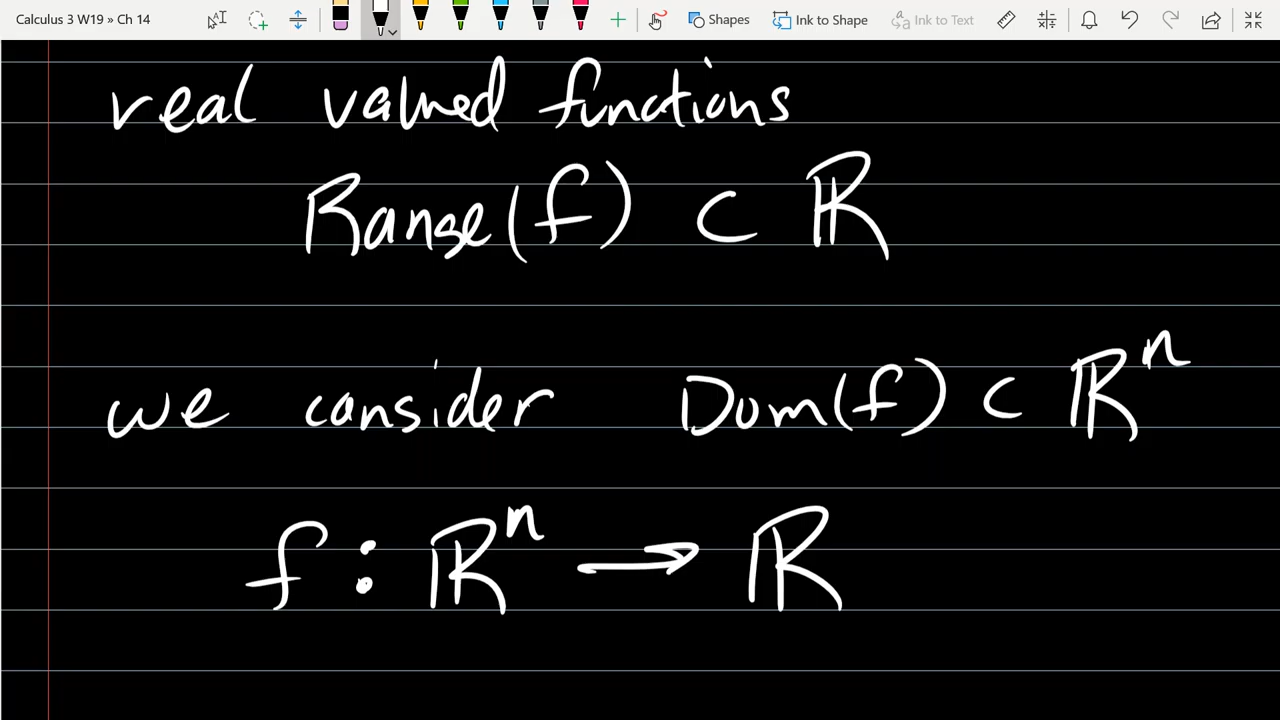 Calculus 3 W19 » Ch 14
Shapes
Ink to Shape
Ink to Text
real valued functions
Range(f) ⊂ ℝ
we consider Dom(f) ⊂ ℝⁿ
f : ℝⁿ → ℝ